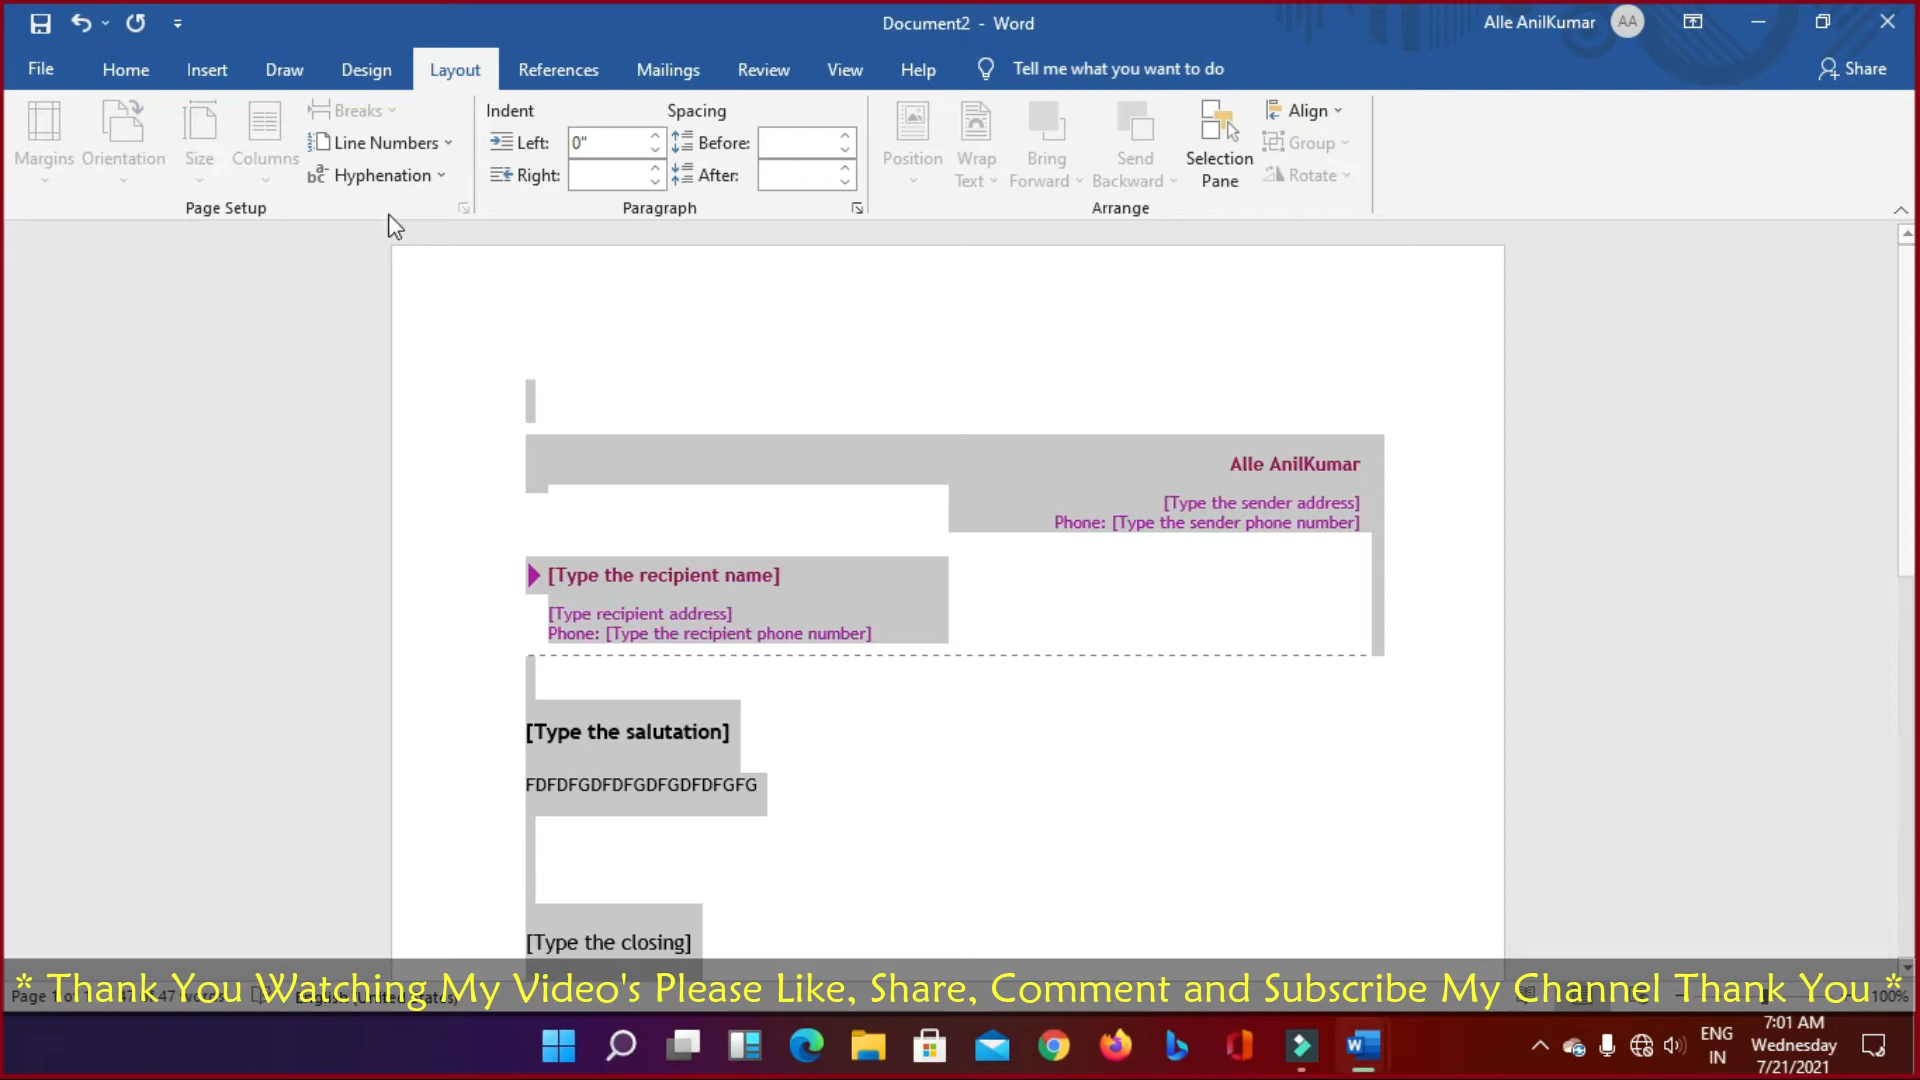 Document2 - Word
Alle AnilKumar
AA
File
Home
Insert
Draw
Design
Layout
References
Mailings
Review
View
Help
Tell me what you want to do
Share
Margins
Orientation
Size
Columns
Breaks
Line Numbers
Hyphenation
Page Setup
Indent
Spacing
Left:
0"
Right:
Before:
After:
Paragraph
Position
Wrap
Text
Bring
Forward
Send
Backward
Selection
Pane
Align
Group
Rotate
Arrange
Alle AnilKumar
[Type the sender address]
Phone: [Type the sender phone number]
[Type the recipient name]
[Type recipient address]
Phone: [Type the recipient phone number]
[Type the salutation]
FDFDFGDFDFGDFGDFDFGFG
[Type the closing]
* Thank You Watching My Video's Please Like, Share, Comment and Subscribe My Channel Thank You *
English (United States)
100%
ENG
IN
7:01 AM
Wednesday
7/21/2021